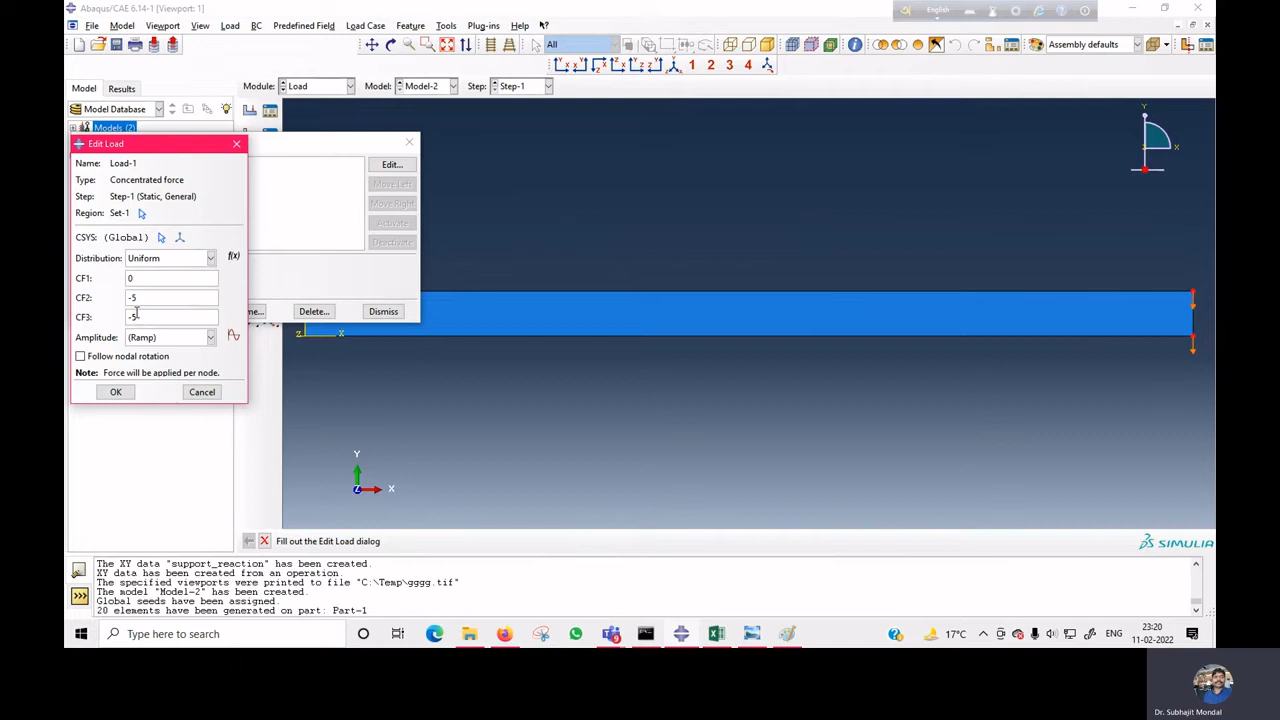 Abaqus/CAE 6.14-1 [Viewport: 1]
English
File Model Viewport View Load BC Predefined Field Load Case Feature Tools Plug-ins Help
All
Assembly defaults
1 2 3 4
Model Results
Module: Load Model: Model-2 Step: Step-1
Model Database
Models (2)
Edit Load
Name: Load-1
Type: Concentrated force
Step: Step-1 (Static, General)
Region: Set-1
CSYS: (Global)
Distribution: Uniform f(x)
CF1: 0
CF2: -5
CF3: -5
Amplitude: (Ramp)
Follow nodal rotation
Note: Force will be applied per node.
OK Cancel
Edit...
Move Left
Move Right
Activate
Deactivate
Delete... Dismiss
Y
X
Z
X
Y
X
Z
Fill out the Edit Load dialog
SIMULIA
The XY data "support_reaction" has been created.
XY data has been created from an operation.
The specified viewports were printed to file "C:\Temp\gggg.tif"
The model "Model-2" has been created.
Global seeds have been assigned.
20 elements have been generated on part: Part-1
Type here to search
17°C
ENG
23:20
11-02-2022
Dr. Subhajit Mondal